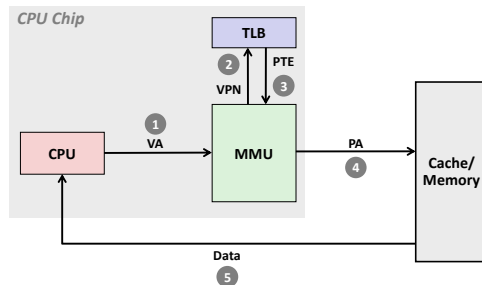 CPU Chip
TLB
2
PTE
VPN
3
1
VA
CPU
MMU
PA
4
Cache/
Memory
Data
5